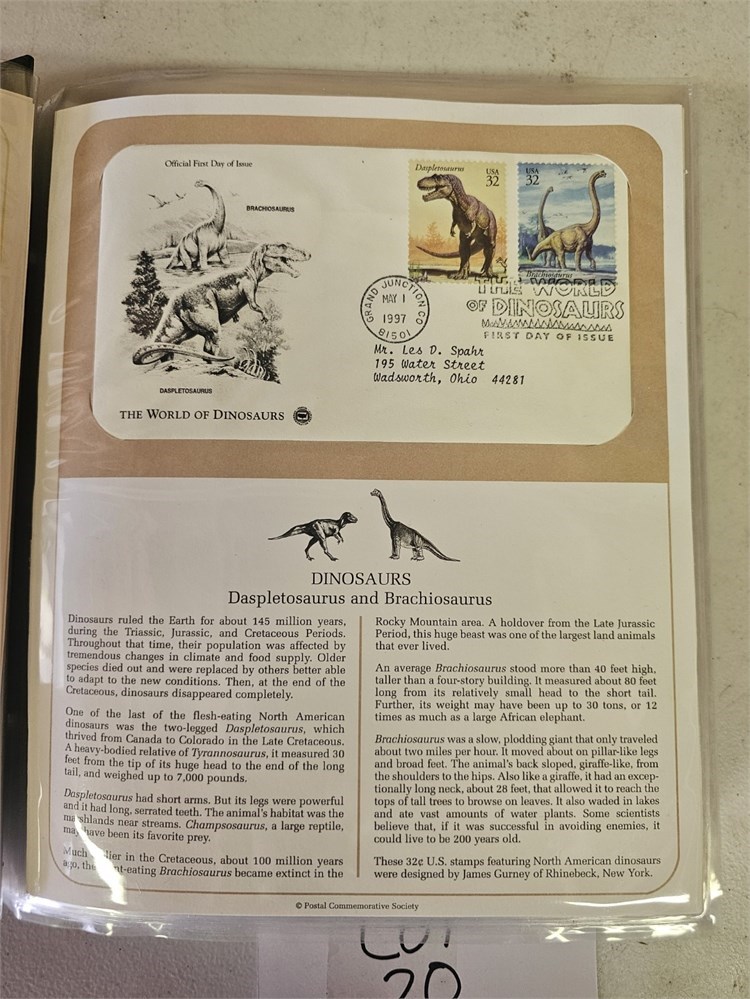 Official First Day of Issue
BRACHIOSAURUS
DASPLETOSAURUS
THE WORLD OF DINOSAURS
Daspletosaurus
USA
32
USA
32
Brachiosaurus
GRAND JUNCTION CO
MAY 1
1997
81501
THE WORLD
OF DINOSAURS
FIRST DAY OF ISSUE
Mr. Les D. Spahr
195 Water Street
Wadsworth, Ohio 44281
DINOSAURS
Daspletosaurus and Brachiosaurus
Dinosaurs ruled the Earth for about 145 million years,
during the Triassic, Jurassic, and Cretaceous Periods.
Throughout that time, their population was affected by
tremendous changes in climate and food supply. Older
species died out and were replaced by others better able
to adapt to the new conditions. Then, at the end of the
Cretaceous, dinosaurs disappeared completely.
One of the last of the flesh-eating North American
dinosaurs was the two-legged Daspletosaurus, which
thrived from Canada to Colorado in the Late Cretaceous.
A heavy-bodied relative of Tyrannosaurus, it measured 30
feet from the tip of its huge head to the end of the long
tail, and weighed up to 7,000 pounds.
Daspletosaurus had short arms. But its legs were powerful
and it had long, serrated teeth. The animal's habitat was the
marshlands near streams. Champsosaurus, a large reptile,
may have been its favorite prey.
Much earlier in the Cretaceous, about 100 million years
ago, the plant-eating Brachiosaurus became extinct in the
Rocky Mountain area. A holdover from the Late Jurassic
Period, this huge beast was one of the largest land animals
that ever lived.
An average Brachiosaurus stood more than 40 feet high,
taller than a four-story building. It measured about 80 feet
long from its relatively small head to the short tail.
Further, its weight may have been up to 30 tons, or 12
times as much as a large African elephant.
Brachiosaurus was a slow, plodding giant that only traveled
about two miles per hour. It moved about on pillar-like legs
and broad feet. The animal's back sloped, giraffe-like, from
the shoulders to the hips. Also like a giraffe, it had an excep-
tionally long neck, about 28 feet, that allowed it to reach the
tops of tall trees to browse on leaves. It also waded in lakes
and ate vast amounts of water plants. Some scientists
believe that, if it was successful in avoiding enemies, it
could live to be 200 years old.
These 32¢ U.S. stamps featuring North American dinosaurs
were designed by James Gurney of Rhinebeck, New York.
© Postal Commemorative Society
LOT
20